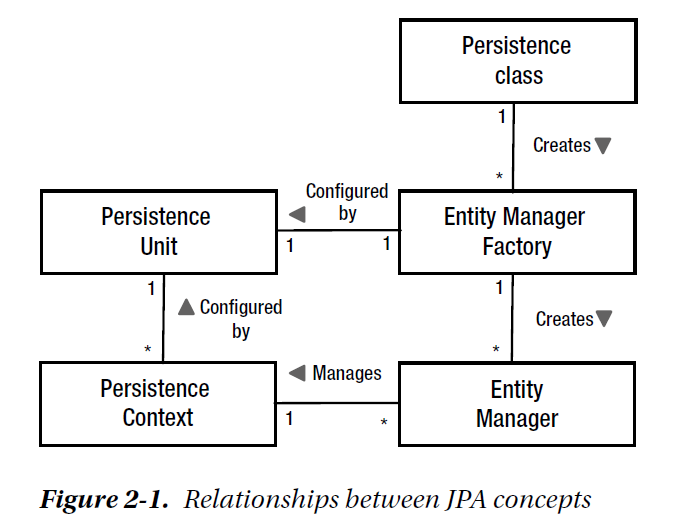 Persistence
class
1
Creates
*
Configured
by
Persistence
Unit
1
1
Entity Manager
Factory
1
Configured
by
*
1
Creates
*
Persistence
Context
Manages
1
*
Entity
Manager
Figure 2-1. Relationships between JPA concepts